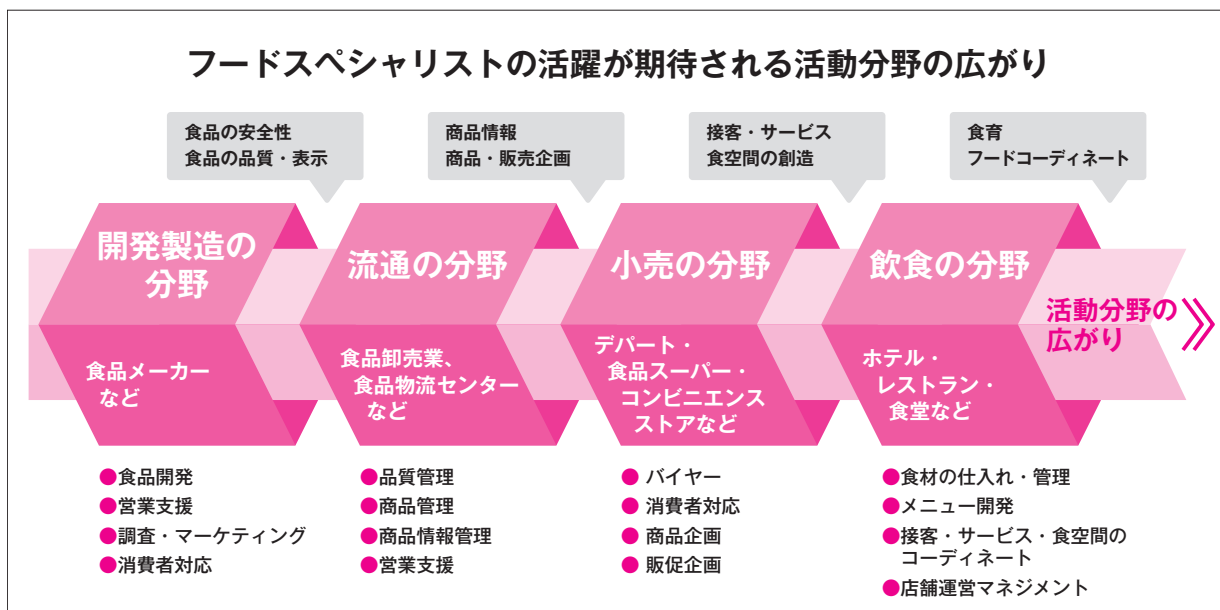 フードスペシャリストの活躍が期待される活動分野の広がり
食品の安全性
食品の品質・表示
商品情報
商品・販売企画
接客・サービス
食空間の創造
食育
フードコーディネート
開発製造の
分野
流通の分野
小売の分野
飲食の分野
活動分野の
広がり
食品メーカー
など
食品卸売業、
食品物流センター
など
デパート・
食品スーパー・
コンビニエンス
ストアなど
ホテル・
レストラン・
食堂など
●食品開発
●営業支援
●調査・マーケティング
●消費者対応
●品質管理
●商品管理
●商品情報管理
●営業支援
●バイヤー
●消費者対応
●商品企画
●販促企画
●食材の仕入れ・管理
●メニュー開発
●接客・サービス・食空間の
コーディネート
●店舗運営マネジメント